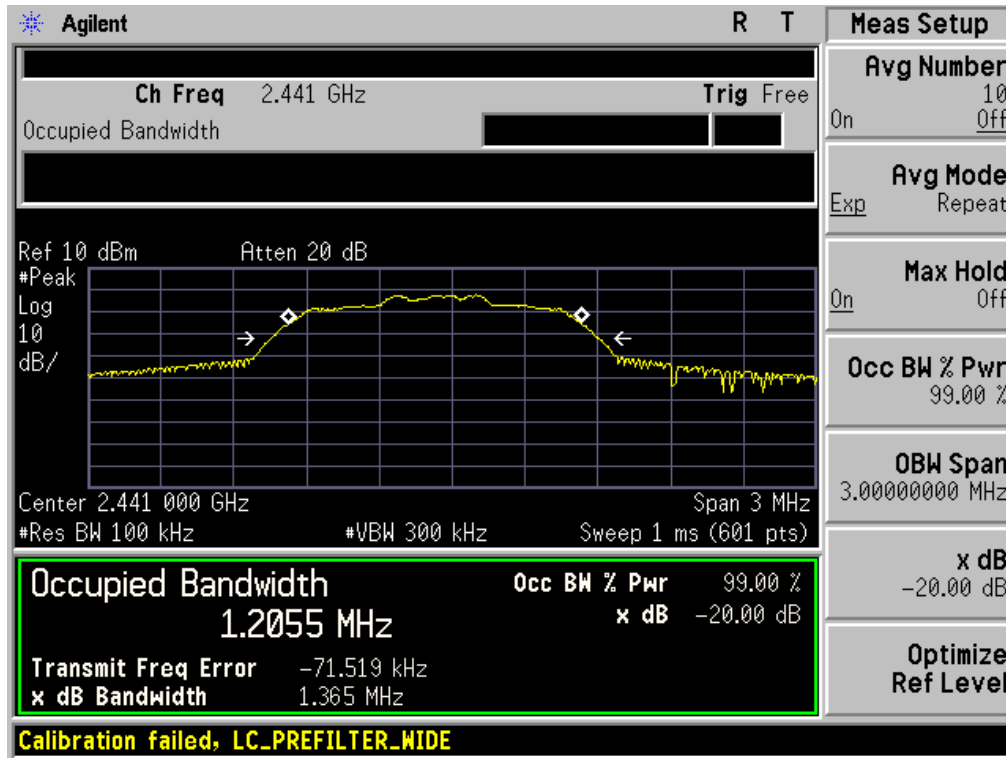 Agilent R T
Ch Freq 2.441 GHz Trig Free
Occupied Bandwidth
Ref 10 dBm Atten 20 dB
#Peak
Log
10
dB/
Center 2.441 000 GHz Span 3 MHz
#Res BW 100 kHz #VBW 300 kHz Sweep 1 ms (601 pts)
Occupied Bandwidth Occ BW % Pwr 99.00 %
1.2055 MHz x dB -20.00 dB
Transmit Freq Error -71.519 kHz
x dB Bandwidth 1.365 MHz
Calibration failed, LC_PREFILTER_WIDE
Meas Setup
Avg Number
10
On Off
Avg Mode
Exp Repeat
Max Hold
On Off
Occ BW % Pwr
99.00 %
OBW Span
3.00000000 MHz
x dB
-20.00 dB
Optimize
Ref Level